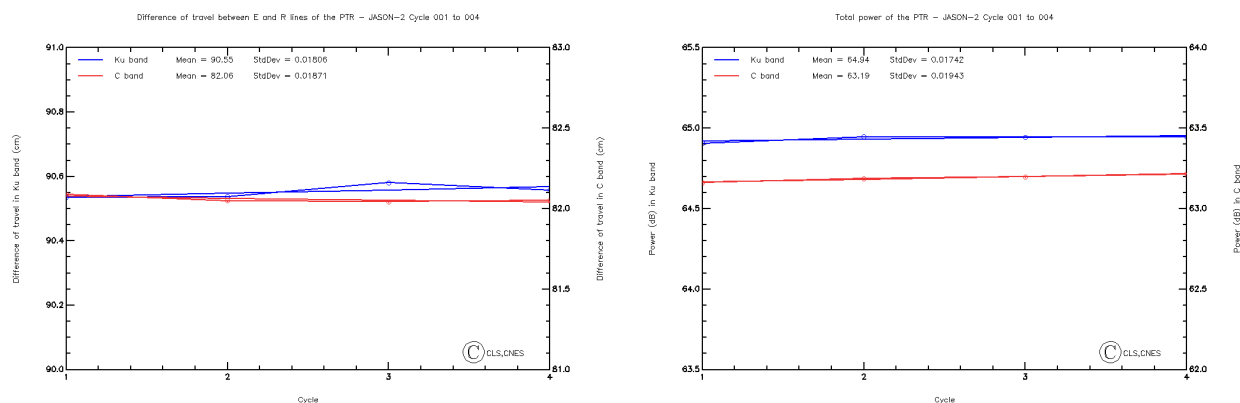 Difference of travel between E and R lines of the PTR – JASON–2 Cycle 001 to 004
91.0
90.8
90.6
90.4
90.2
90.0
Difference of travel in Ku band (cm)
Ku band Mean = 90.55 StdDev = 0.01806
C band Mean = 82.06 StdDev = 0.01871
83.0
82.5
82.0
81.5
81.0
Difference of travel in C band (cm)
© CLS,CNES
1 2 3 4
Cycle
Total power of the PTR – JASON–2 Cycle 001 to 004
65.5
65.0
64.5
64.0
63.5
Power (dB) in Ku band
Ku band Mean = 64.94 StdDev = 0.01742
C band Mean = 63.19 StdDev = 0.01943
64.0
63.5
63.0
62.5
62.0
Power (dB) in C band
© CLS,CNES
1 2 3 4
Cycle